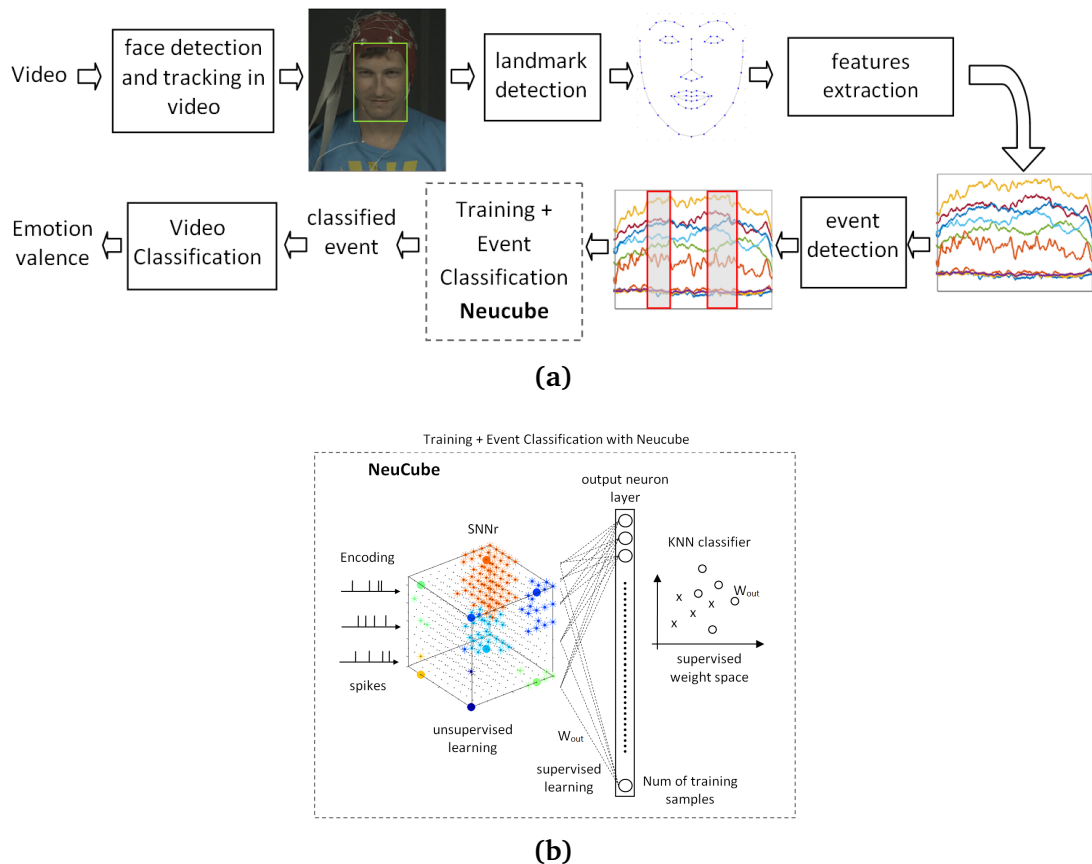 Video
face detection
and tracking in
video
landmark
detection
features
extraction
Emotion
valence
Video
Classification
classified
event
Training +
Event
Classification
Neucube
event
detection
(a)
Training + Event Classification with Neucube
NeuCube
output neuron
layer
SNNr
Encoding
KNN classifier
Wout
x
x
x
x
spikes
supervised
weight space
unsupervised
learning
Wout
supervised
learning
Num of training
samples
(b)